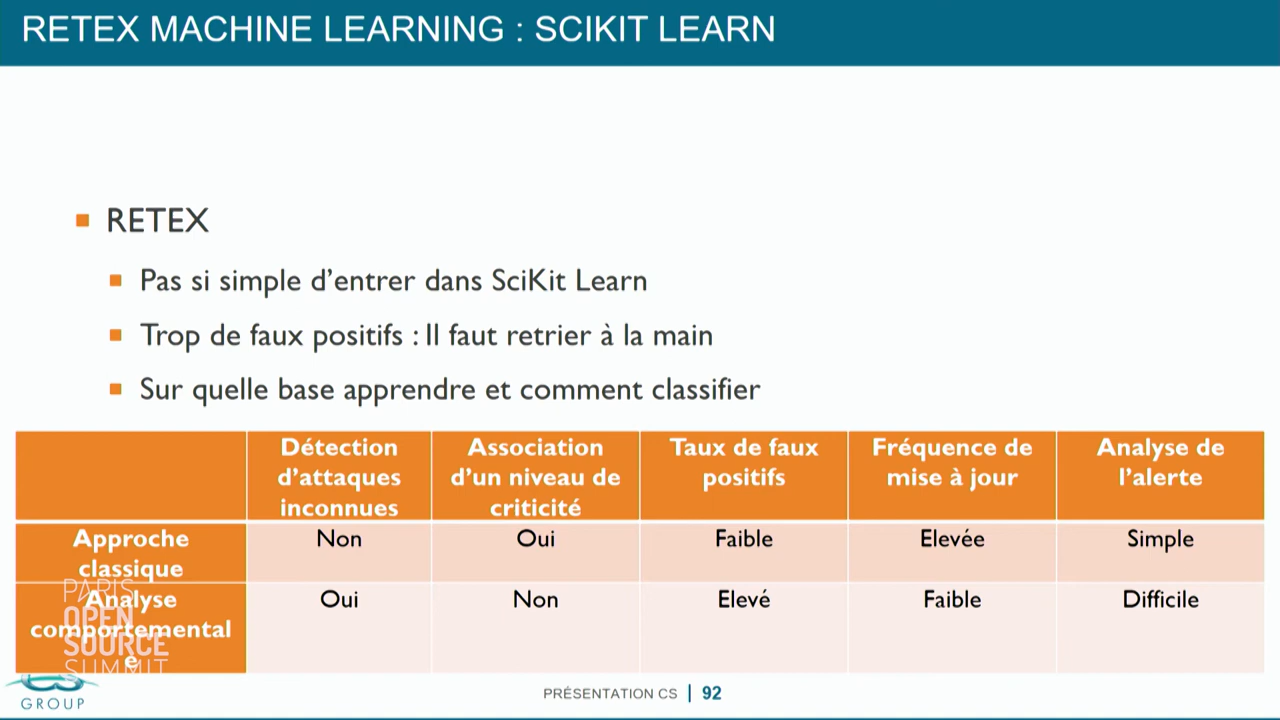 RETEX MACHINE LEARNING : SCIKIT LEARN
RETEX
Pas si simple d'entrer dans SciKit Learn
Trop de faux positifs : Il faut retrier à la main
Sur quelle base apprendre et comment classifier
Détection d'attaques inconnues
Association d'un niveau de criticité
Taux de faux positifs
Fréquence de mise à jour
Analyse de l'alerte
Approche classique
Non
Oui
Faible
Elevée
Simple
Analyse comportementale
Oui
Non
Elevé
Faible
Difficile
PARIS
OPEN
SOURCE
SUMMIT
CS
GROUP
PRÉSENTATION CS | 92